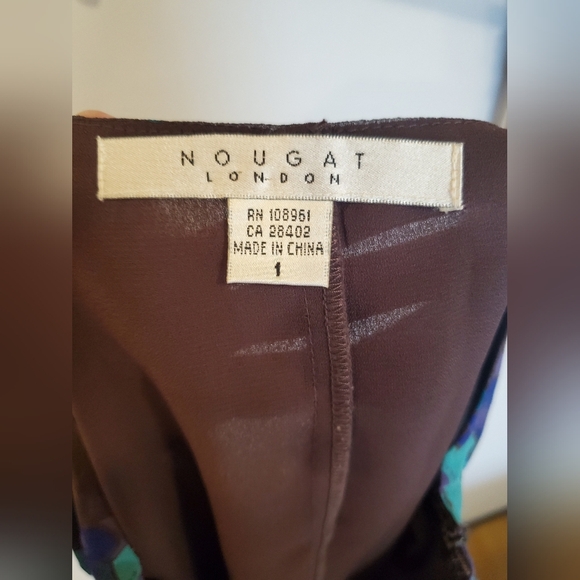 NOUGAT
LONDON
RN 108961
CA 28402
MADE IN CHINA
1